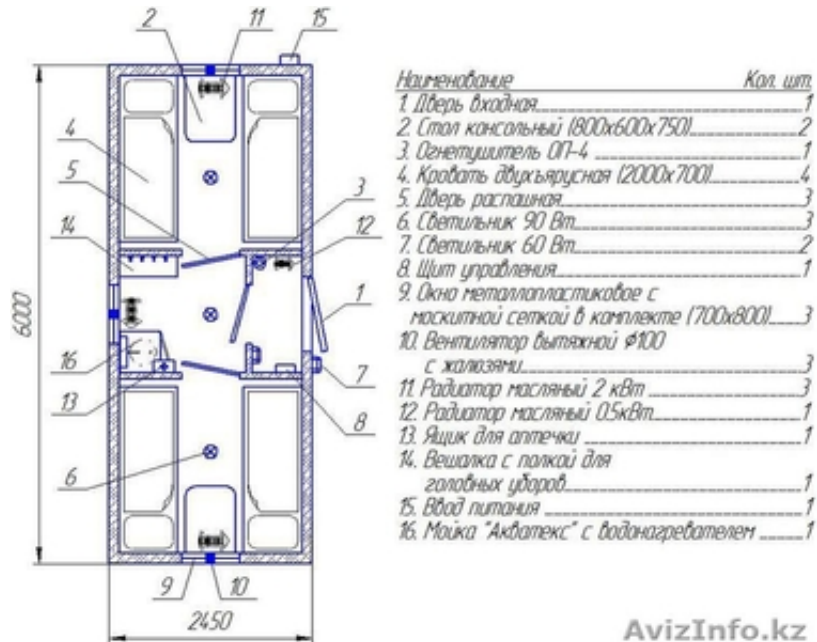 2 11 15
Наименование Кол. шт.
1. Дверь входная 1
2. Стол консольный (800х600х750) 2
3. Огнетушитель ОП-4 1
4. Кровать двухъярусная (2000х700) 4
5. Дверь распашная 3
6. Светильник 90 Вт 3
7. Светильник 60 Вт 2
8. Щит управления 1
9. Окно металлопластиковое с
москитной сеткой в комплекте (700х800) 3
10. Вентилятор вытяжной ф100
с жалюзями 3
11. Радиатор масляный 2 кВт 3
12. Радиатор масляный 0.5кВт 1
13. Ящик для аптечки 1
14. Вешалка с полкой для
головных уборов 1
15. Ввод питания 1
16. Мойка "Акватекс" с водонагревателем 1
4
5
14
3
12
6000
1
16
13
7
8
6
9 10
2450
AvizInfo.kz